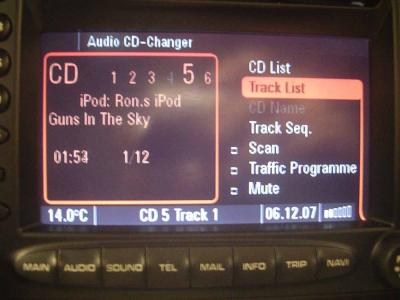 Audio CD-Changer
CD 1 2 3 4 5 6
iPod: Ron.s iPod
Guns In The Sky
01:54 1/12
CD List
Track List
CD Name
Track Seq.
Scan
Traffic Programme
Mute
14.0°C CD 5 Track 1 06.12.07
MAIN AUDIO SOUND TEL MAIL INFO TRIP NAVI